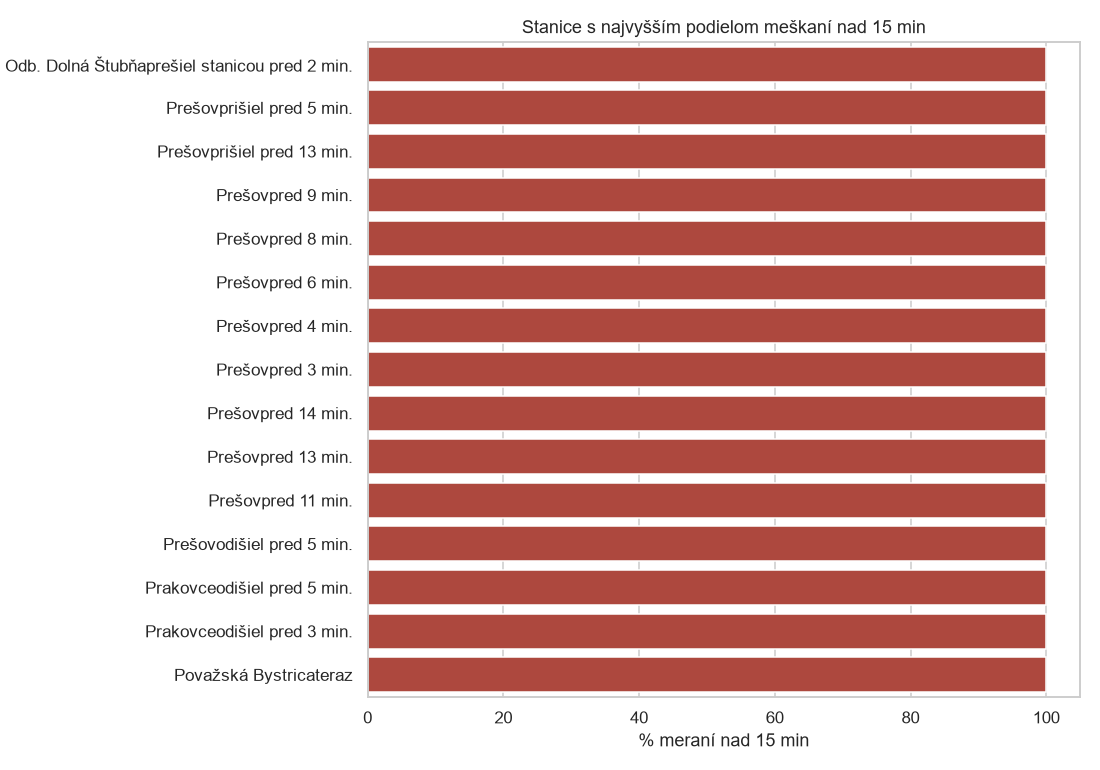 Stanice s najvyšším podielom meškaní nad 15 min
Odb. Dolná Štubňaprešiel stanicou pred 2 min.
Prešovprišiel pred 5 min.
Prešovprišiel pred 13 min.
Prešovpred 9 min.
Prešovpred 8 min.
Prešovpred 6 min.
Prešovpred 4 min.
Prešovpred 3 min.
Prešovpred 14 min.
Prešovpred 13 min.
Prešovpred 11 min.
Prešovodišiel pred 5 min.
Prakovceodišiel pred 5 min.
Prakovceodišiel pred 3 min.
Považská Bystricateraz
0 20 40 60 80 100
% meraní nad 15 min